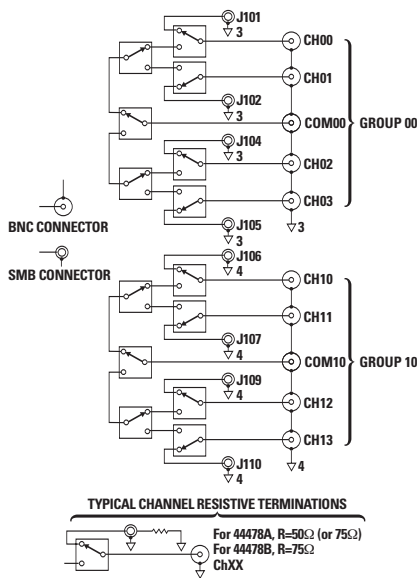 J101
3
CH00
CH01
J102
3
COM00
GROUP 00
J104
3
CH02
CH03
3
J105
3
BNC CONNECTOR
SMB CONNECTOR
J106
4
CH10
CH11
J107
4
COM10
GROUP 10
J109
4
CH12
CH13
4
J110
4
TYPICAL CHANNEL RESISTIVE TERMINATIONS
For 44478A, R=50Ω (or 75Ω)
For 44478B, R=75Ω
ChXX